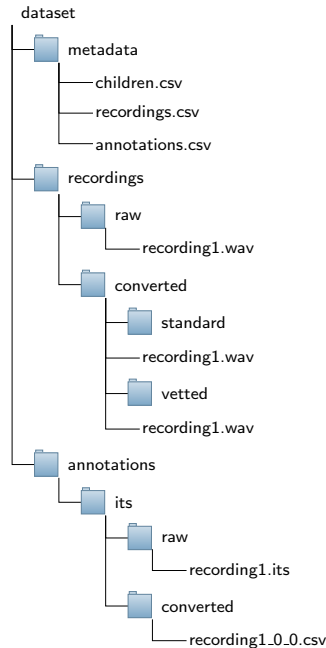 dataset
metadata
children.csv
recordings.csv
annotations.csv
recordings
raw
recording1.wav
converted
standard
recording1.wav
vetted
recording1.wav
annotations
its
raw
recording1.its
converted
recording1_0_0.csv